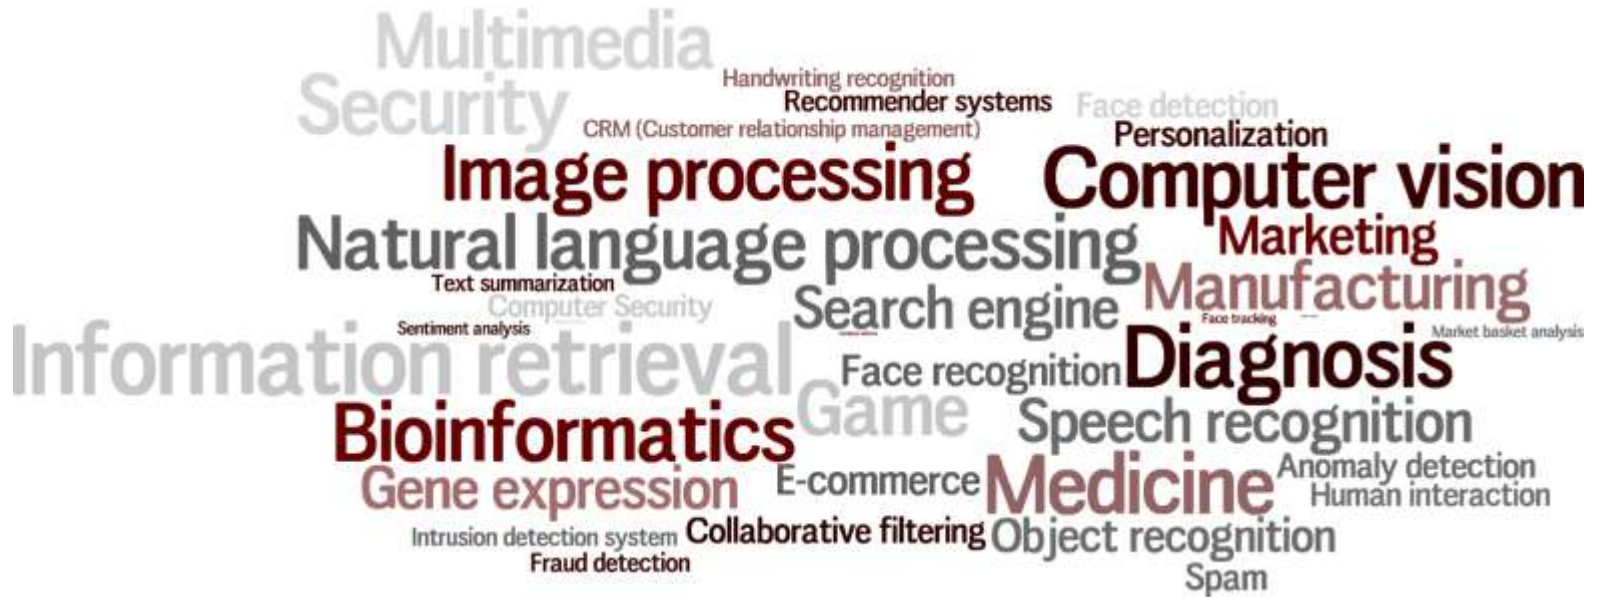 Multimedia
Handwriting recognition
Security
Recommender systems
Face detection
CRM (Customer relationship management)
Personalization
Image processing
Computer vision
Natural language processing
Marketing
Text summarization
Manufacturing
Computer Security
Search engine
Sentiment analysis
Face tracking
Market basket analysis
Information retrieval
Face recognition
Diagnosis
Game
Bioinformatics
Speech recognition
Gene expression
E-commerce
Medicine
Anomaly detection
Human interaction
Intrusion detection system
Collaborative filtering
Object recognition
Fraud detection
Spam